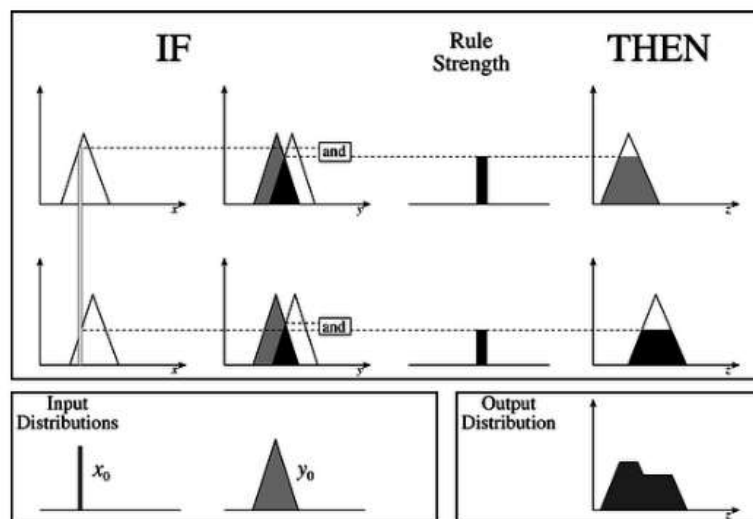 IF
Rule
Strength
THEN
and
x
y
z
and
x
y
z
Input
Distributions
x0
y0
Output
Distribution
z